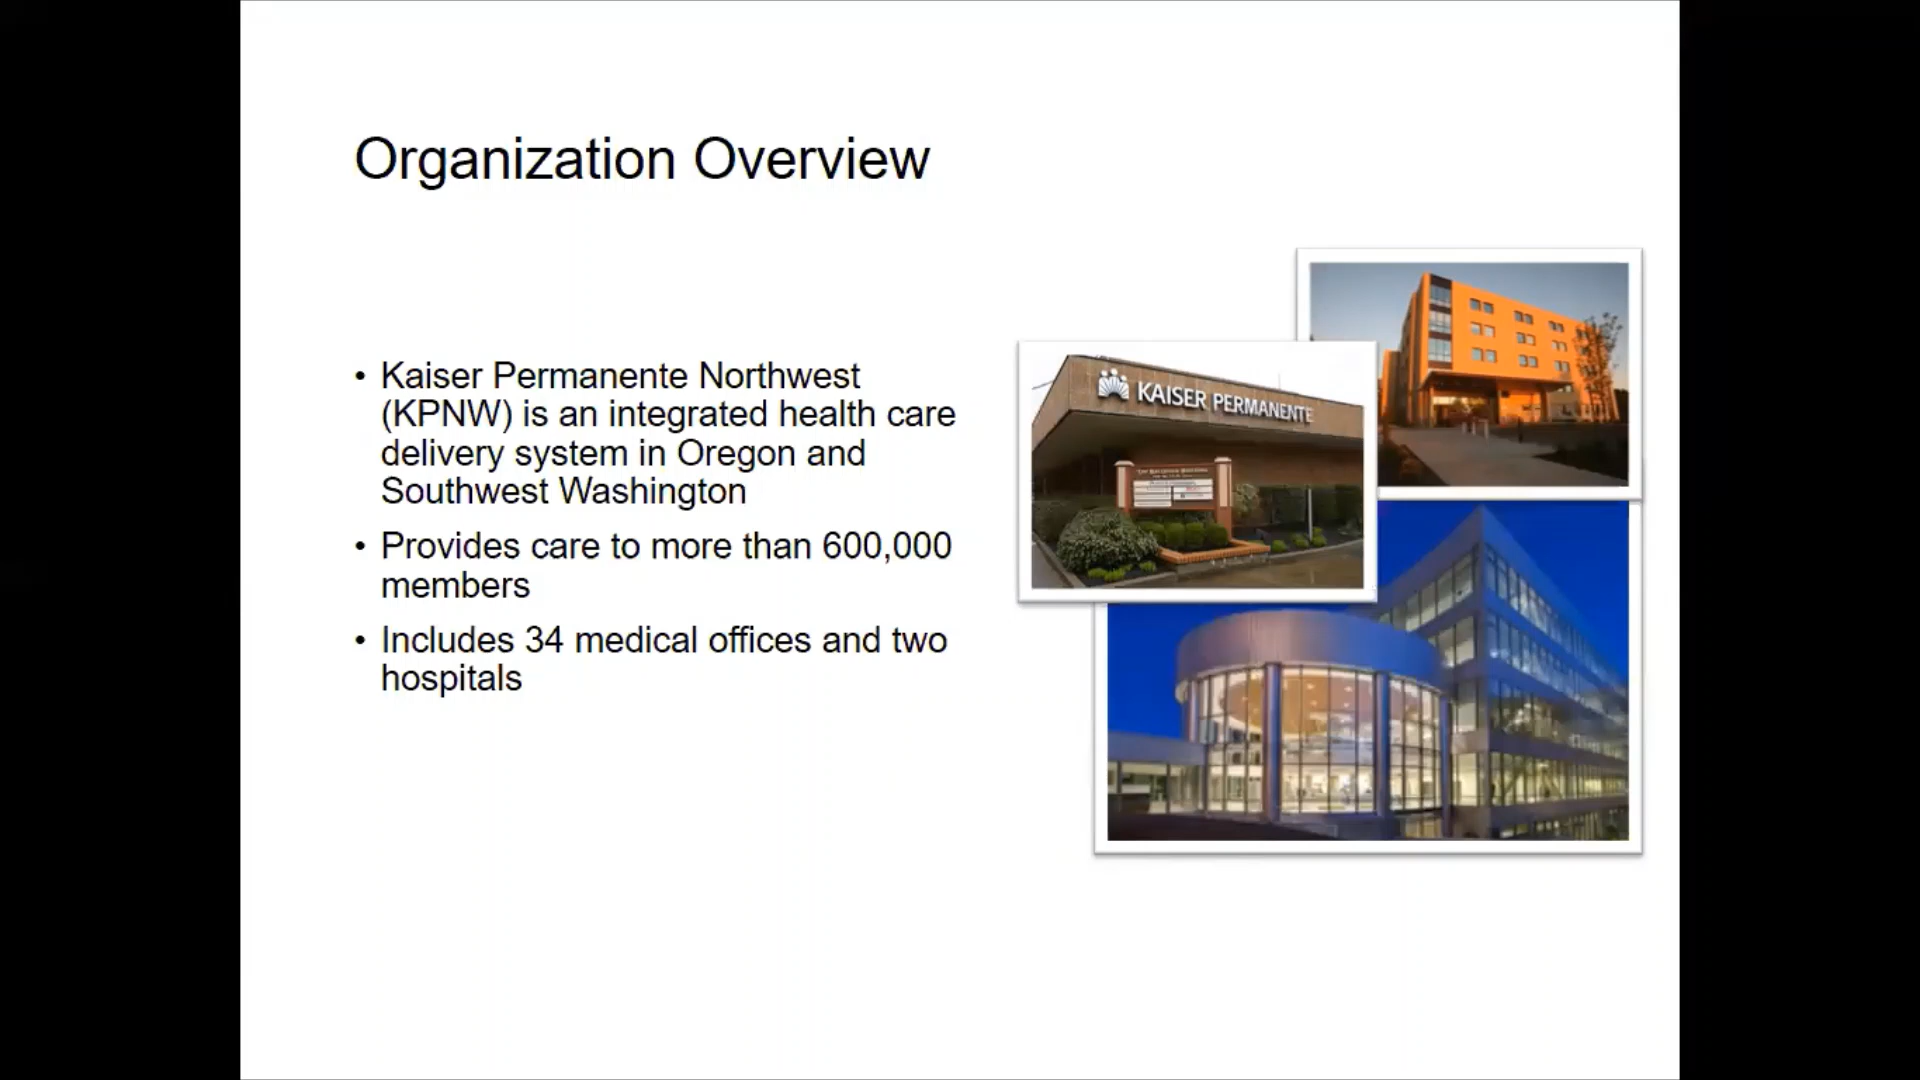 Organization Overview
• Kaiser Permanente Northwest
(KPNW) is an integrated health care
delivery system in Oregon and
Southwest Washington
• Provides care to more than 600,000
members
• Includes 34 medical offices and two
hospitals
KAISER PERMANENTE